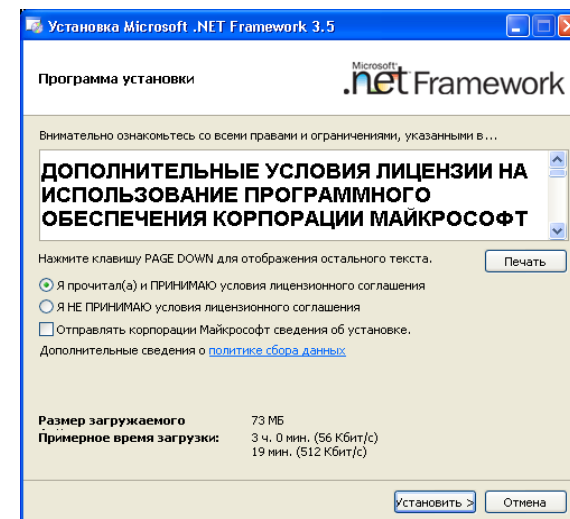 Установка Microsoft .NET Framework 3.5
Программа установки
Microsoft
.net Framework
Внимательно ознакомьтесь со всеми правами и ограничениями, указанными в...
ДОПОЛНИТЕЛЬНЫЕ УСЛОВИЯ ЛИЦЕНЗИИ НА
ИСПОЛЬЗОВАНИЕ ПРОГРАММНОГО
ОБЕСПЕЧЕНИЯ КОРПОРАЦИИ МАЙКРОСОФТ
Нажмите клавишу PAGE DOWN для отображения остального текста.
Печать
Я прочитал(а) и ПРИНИМАЮ условия лицензионного соглашения
Я НЕ ПРИНИМАЮ условия лицензионного соглашения
Отправлять корпорации Майкрософт сведения об установке.
Дополнительные сведения о политике сбора данных
Размер загружаемого 73 МБ
Примерное время загрузки: 3 ч. 0 мин. (56 Кбит/с)
19 мин. (512 Кбит/с)
Установить > Отмена